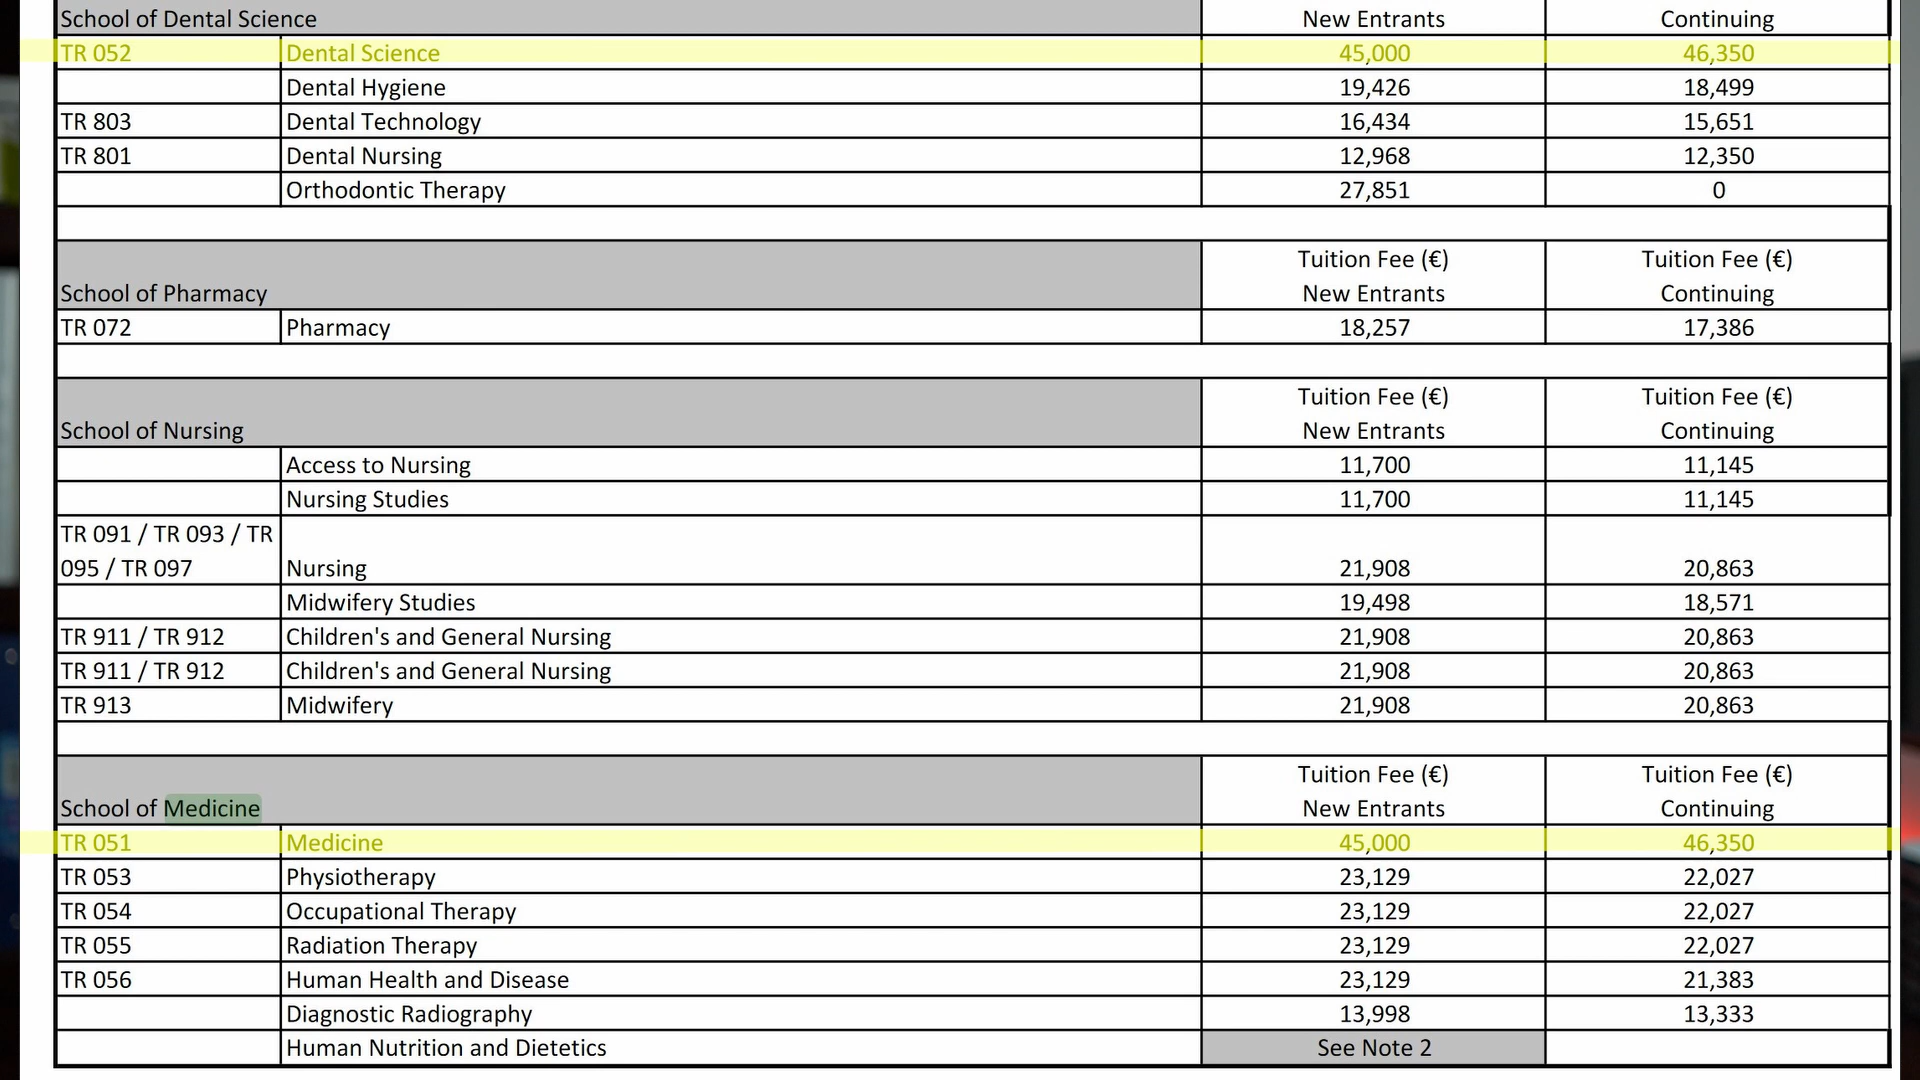 School of Dental Science New Entrants Continuing
TR 052 Dental Science 45,000 46,350
Dental Hygiene 19,426 18,499
TR 803 Dental Technology 16,434 15,651
TR 801 Dental Nursing 12,968 12,350
Orthodontic Therapy 27,851 0
Tuition Fee (€) Tuition Fee (€)
School of Pharmacy New Entrants Continuing
TR 072 Pharmacy 18,257 17,386
Tuition Fee (€) Tuition Fee (€)
School of Nursing New Entrants Continuing
Access to Nursing 11,700 11,145
Nursing Studies 11,700 11,145
TR 091 / TR 093 / TR
095 / TR 097 Nursing 21,908 20,863
Midwifery Studies 19,498 18,571
TR 911 / TR 912 Children's and General Nursing 21,908 20,863
TR 911 / TR 912 Children's and General Nursing 21,908 20,863
TR 913 Midwifery 21,908 20,863
Tuition Fee (€) Tuition Fee (€)
School of Medicine New Entrants Continuing
TR 051 Medicine 45,000 46,350
TR 053 Physiotherapy 23,129 22,027
TR 054 Occupational Therapy 23,129 22,027
TR 055 Radiation Therapy 23,129 22,027
TR 056 Human Health and Disease 23,129 21,383
Diagnostic Radiography 13,998 13,333
Human Nutrition and Dietetics See Note 2